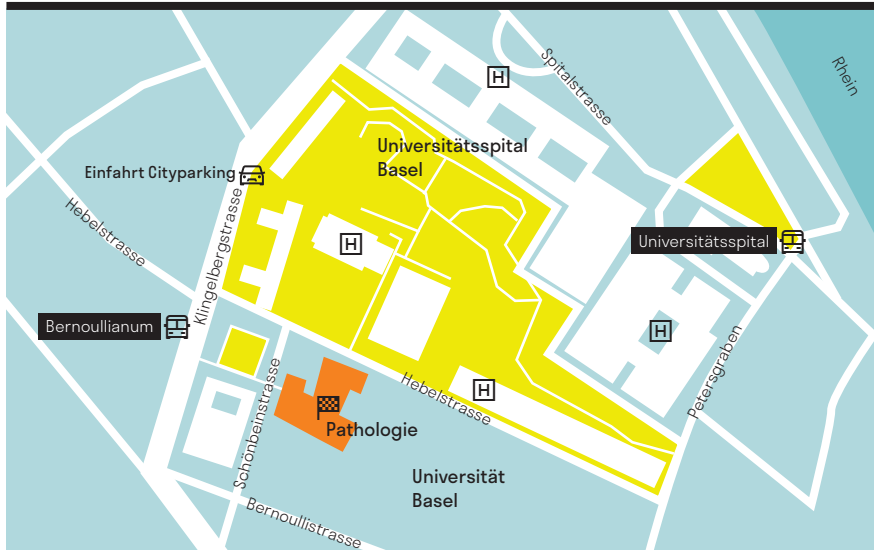 Rhein
Spitalstrasse
H
Universitätsspital
Basel
Einfahrt Cityparking
Hebelstrasse
Klingelbergstrasse
H
Universitätsspital
Bernoullianum
H
Petersgraben
Hebelstrasse
H
Schönbeinstrasse
Pathologie
Universität
Basel
Bernoullistrasse